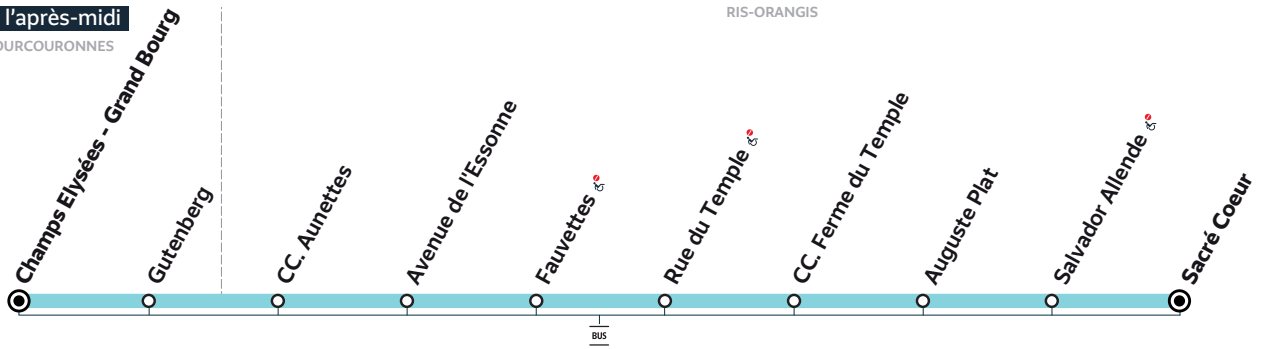 l'après-midi
OURCOURONNES
RIS-ORANGIS
Champs Elysées - Grand Bourg
Gutenberg
CC. Aunettes
Avenue de l'Essonne
Fauvettes
Rue du Temple
CC. Ferme du Temple
Auguste Plat
Salvador Allende
Sacré Coeur
BUS